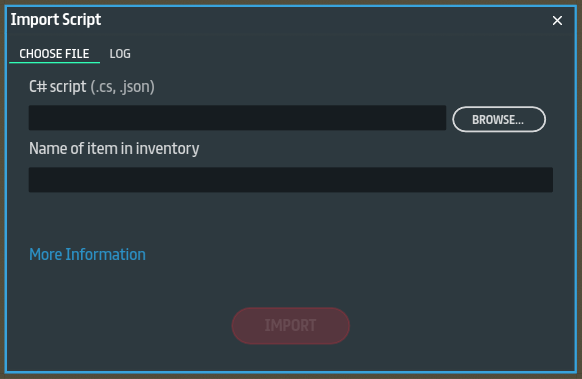 Import Script
CHOOSE FILE LOG
C# script (.cs, .json)
BROWSE...
Name of item in inventory
More Information
IMPORT